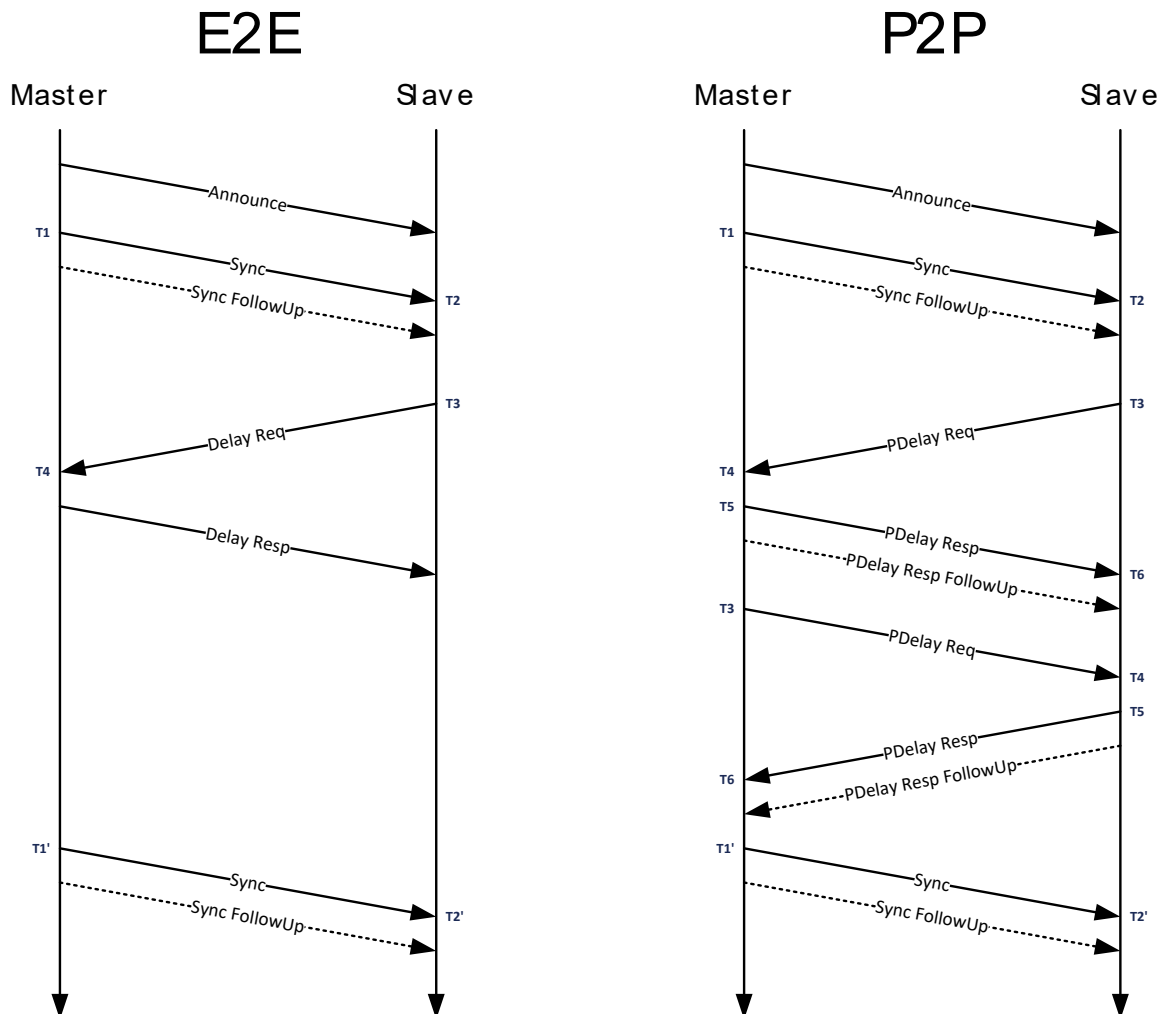 E2E
Master
Slave
Announce
T1
Sync
Sync FollowUp
T2
T3
Delay Req
T4
Delay Resp
T1'
Sync
Sync FollowUp
T2'
P2P
Master
Slave
Announce
T1
Sync
Sync FollowUp
T2
T3
PDelay Req
T4
T5
PDelay Resp
PDelay Resp FollowUp
T6
T3
PDelay Req
T4
T5
PDelay Resp
T6
PDelay Resp FollowUp
T1'
Sync
Sync FollowUp
T2'